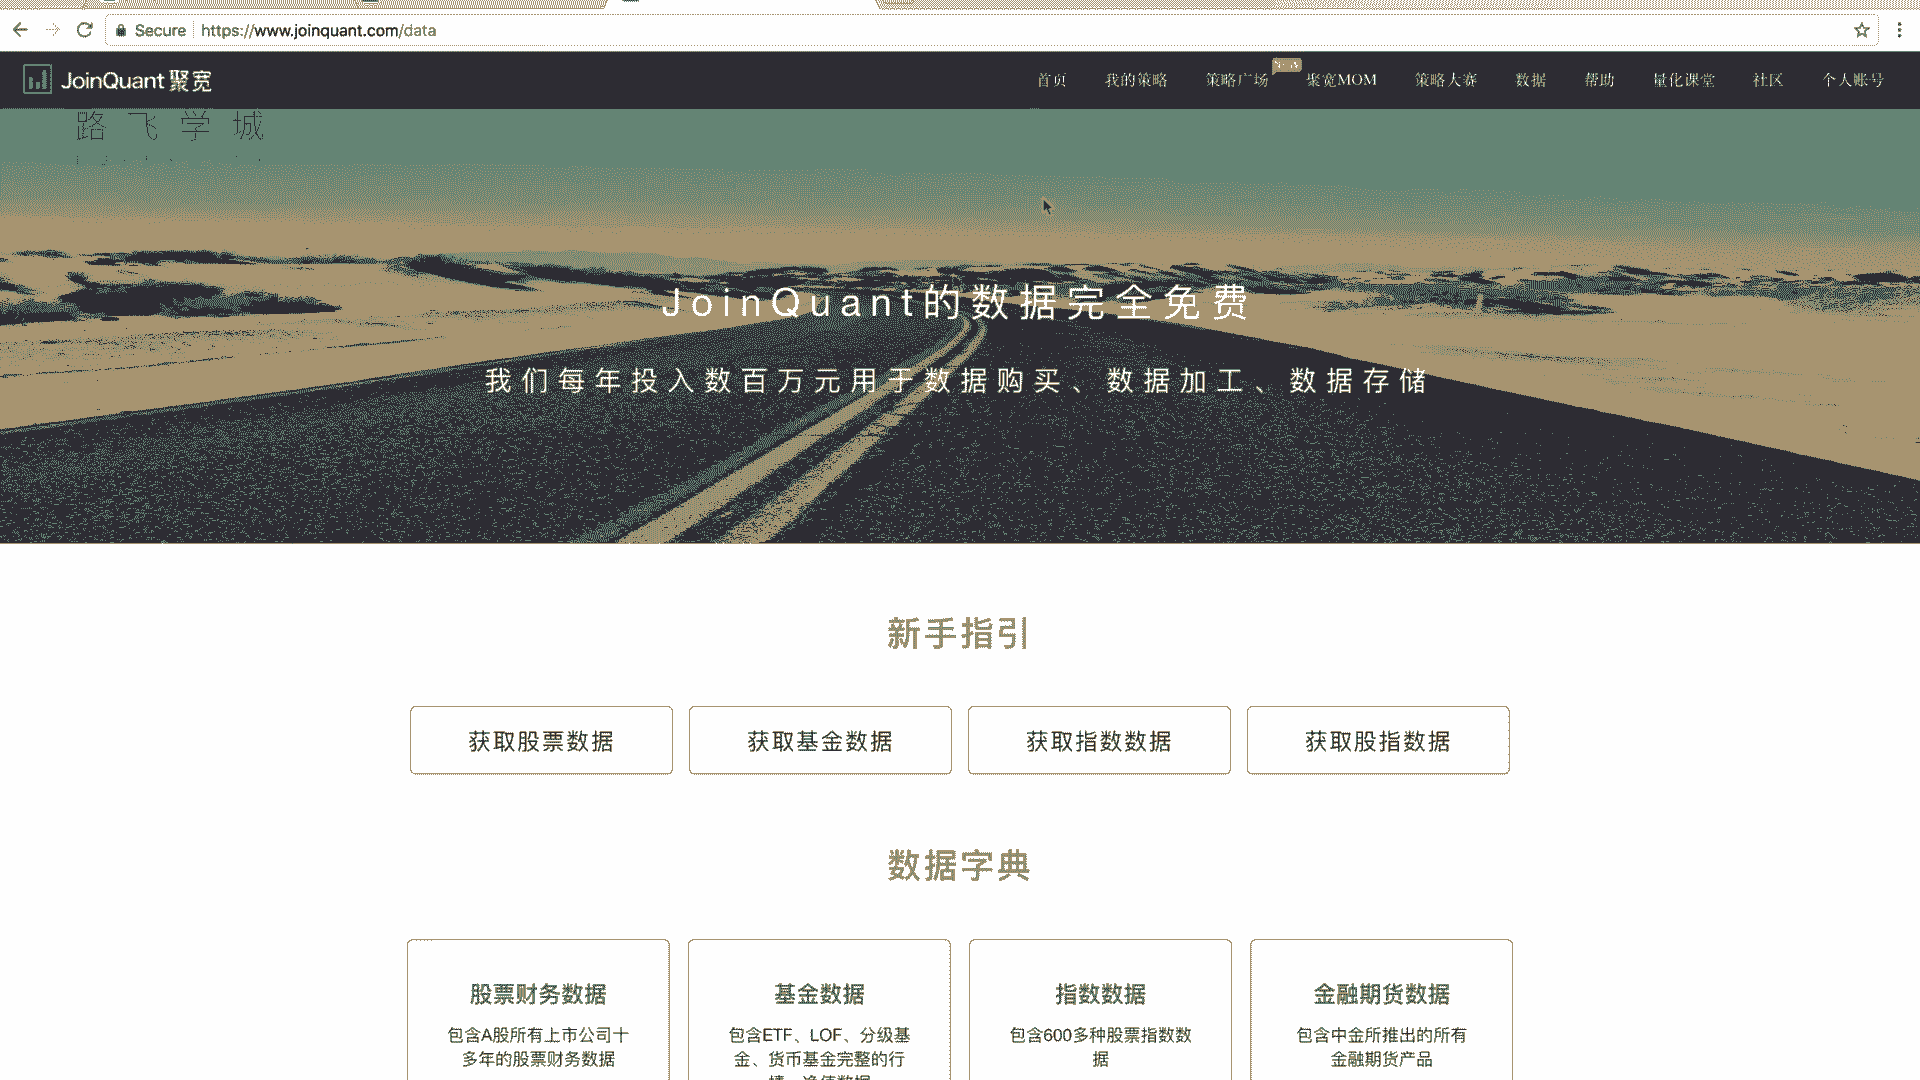 Secure https://www.joinquant.com/data
JoinQuant 聚宽 首页 我的策略 策略广场 聚宽MOM 策略大赛 数据 帮助 量化课堂 社区 个人账号
路飞学城
JoinQuant的数据完全免费
我们每年投入数百万元用于数据购买、数据加工、数据存储
新手指引
获取股票数据 获取基金数据 获取指数数据 获取股指数据
数据字典
股票财务数据 基金数据 指数数据 金融期货数据
包含A股所有上市公司十 包含ETF、LOF、分级基 包含600多种股票指数数 包含中金所推出的所有
多年的股票财务数据 金、货币基金完整的行 据 金融期货产品